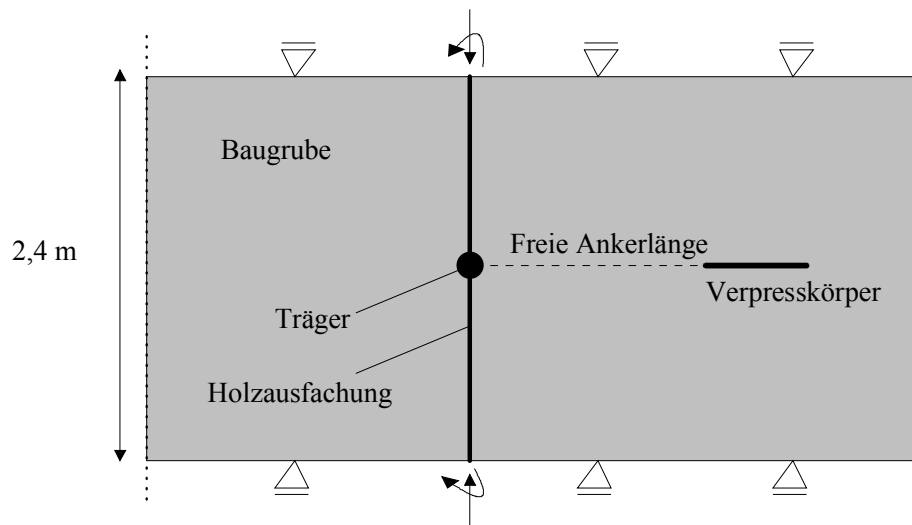 Baugrube
2,4 m
Freie Ankerlänge
Verpresskörper
Träger
Holzausfachung